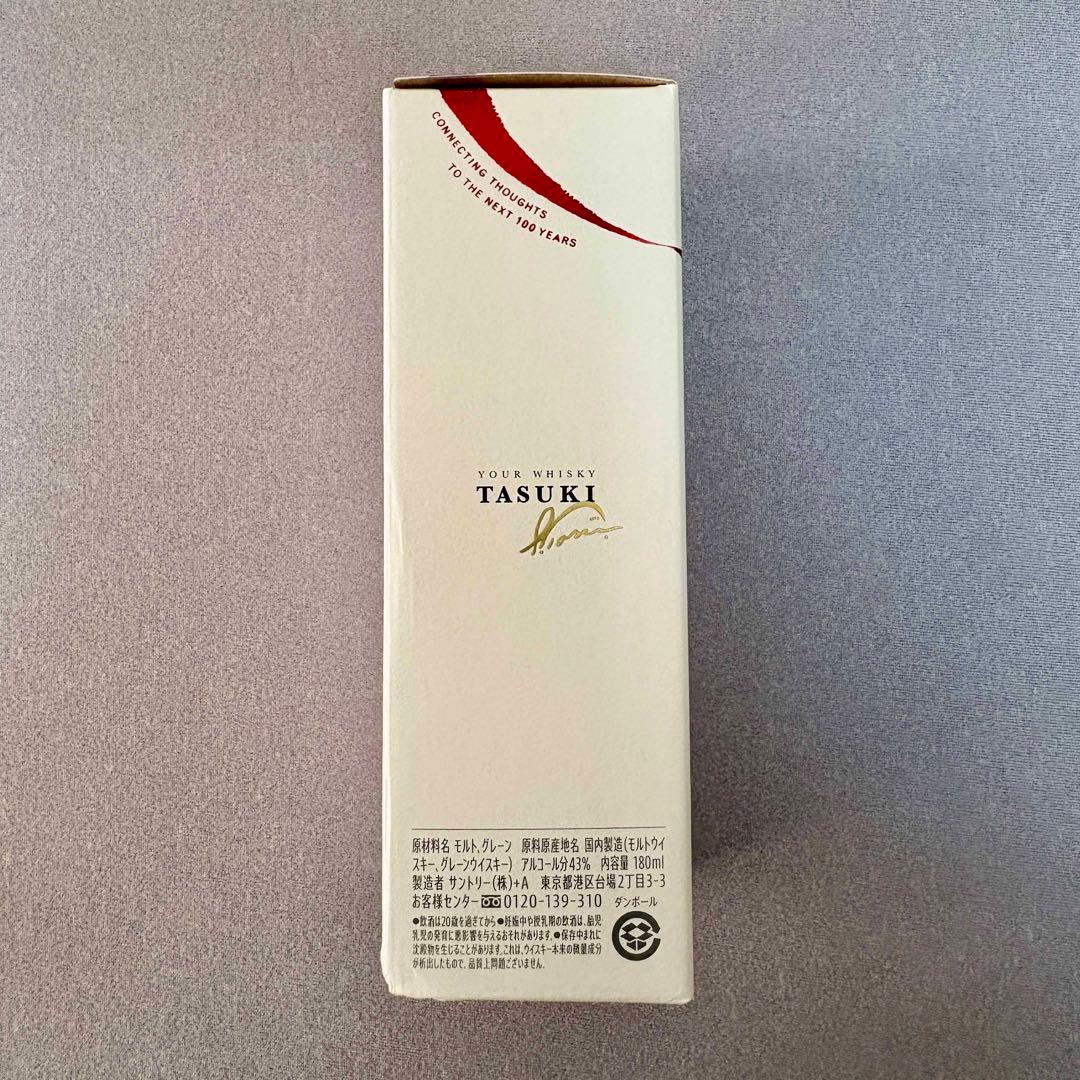 CONNECTING THOUGHTS
TO THE NEXT 100 YEARS
YOUR WHISKY
TASUKI
原材料名 モルト、グレーン 原料原産地名 国内製造(モルトウイ
スキー、グレーンウイスキー) アルコール分43% 内容量 180ml
製造者 サントリー(株)+A 東京都港区台場2丁目3-3
お客様センター 0120-139-310 ダンボール
●飲酒は20歳を過ぎてから●妊娠中や授乳期の飲酒は、胎児・
乳児の発育に悪影響を与えるおそれがあります。●保存中まれに
沈殿物を生じることがあります。これは、ウイスキー本来の微量成分
が析出したもので、品質上問題ございません。